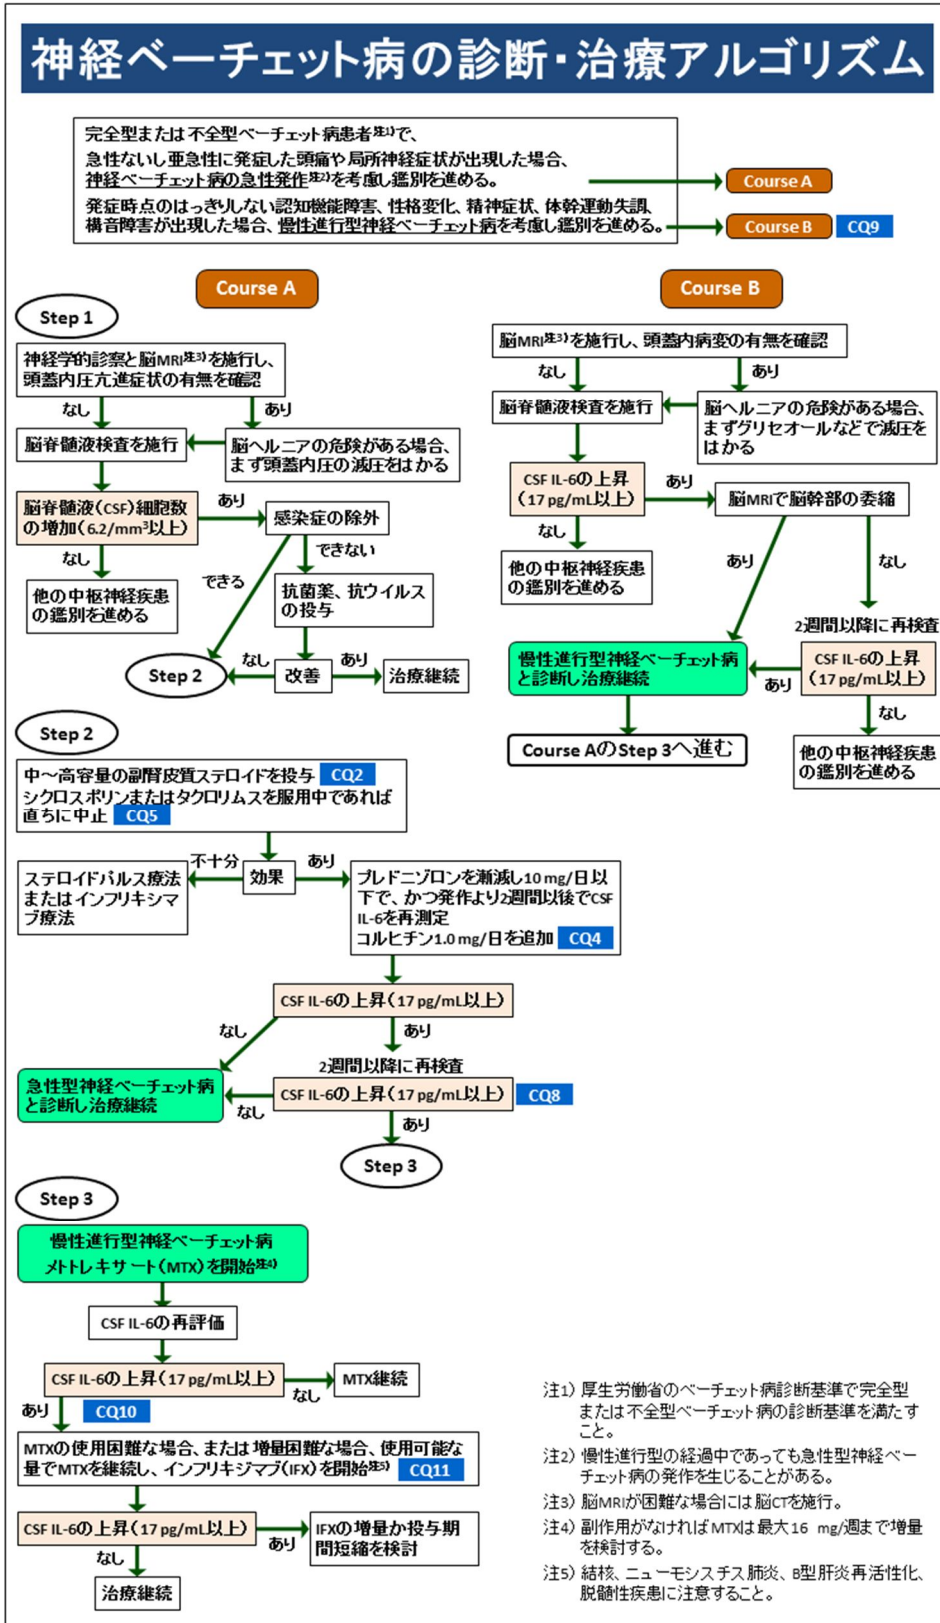 神経ベーチェット病の診断・治療アルゴリズム
完全型または不全型ベーチェット病患者注1)で、
急性ないし亜急性に発症した頭痛や局所神経症状が出現した場合、
神経ベーチェット病の急性発作注2)を考慮し鑑別を進める。
Course A
発症時点のはっきりしない認知機能障害、性格変化、精神症状、体幹運動失調、
構音障害が出現した場合、慢性進行型神経ベーチェット病を考慮し鑑別を進める。
Course B
CQ9
Course A
Step 1
神経学的診察と脳MRI注3)を施行し、
頭蓋内圧亢進症状の有無を確認
なし
あり
脳脊髄液検査を施行
脳ヘルニアの危険がある場合、
まず頭蓋内圧の減圧をはかる
脳脊髄液(CSF)細胞数
の増加(6.2/mm³以上)
あり
感染症の除外
なし
できる
できない
他の中枢神経疾患
の鑑別を進める
抗菌薬、抗ウイルス
の投与
Step 2
なし
改善
あり
治療継続
Course B
脳MRI注3)を施行し、頭蓋内病変の有無を確認
なし
あり
脳脊髄液検査を施行
脳ヘルニアの危険がある場合、
まずグリセオールなどで減圧を
はかる
CSF IL-6の上昇
(17 pg/mL以上)
あり
脳MRIで脳幹部の萎縮
なし
あり
なし
他の中枢神経疾患
の鑑別を進める
2週間以降に再検査
慢性進行型神経ベーチェット病
と診断し治療継続
あり
CSF IL-6の上昇
(17 pg/mL以上)
なし
Course AのStep 3へ進む
他の中枢神経疾患
の鑑別を進める
Step 2
中〜高容量の副腎皮質ステロイドを投与 CQ2
シクロスポリンまたはタクロリムスを服用中であれば
直ちに中止 CQ5
不十分
効果
あり
ステロイドパルス療法
またはインフリキシマ
ブ療法
プレドニゾロンを漸減し10 mg/日以
下で、かつ発作より2週間以後でCSF
IL-6を再測定
コルヒチン1.0 mg/日を追加 CQ4
CSF IL-6の上昇(17 pg/mL以上)
なし
あり
2週間以降に再検査
急性型神経ベーチェット病
と診断し治療継続
なし
CSF IL-6の上昇(17 pg/mL以上)
CQ8
あり
Step 3
Step 3
慢性進行型神経ベーチェット病
メトトレキサート(MTX)を開始注4)
CSF IL-6の再評価
CSF IL-6の上昇(17 pg/mL以上)
なし
MTX継続
あり
CQ10
MTXの使用困難な場合、または増量困難な場合、使用可能な
量でMTXを継続し、インフリキジマブ(IFX)を開始注5) CQ11
CSF IL-6の上昇(17 pg/mL以上)
あり
IFXの増量か投与期
間短縮を検討
なし
治療継続
注1) 厚生労働省のベーチェット病診断基準で完全型
または不全型ベーチェット病の診断基準を満たす
こと。
注2) 慢性進行型の経過中であっても急性型神経ベー
チェット病の発作を生じることがある。
注3) 脳MRIが困難な場合には脳CTを施行。
注4) 副作用がなければMTXは最大16 mg/週まで増量
を検討する。
注5) 結核、ニューモシスチス肺炎、B型肝炎再活性化、
脱髄性疾患に注意すること。